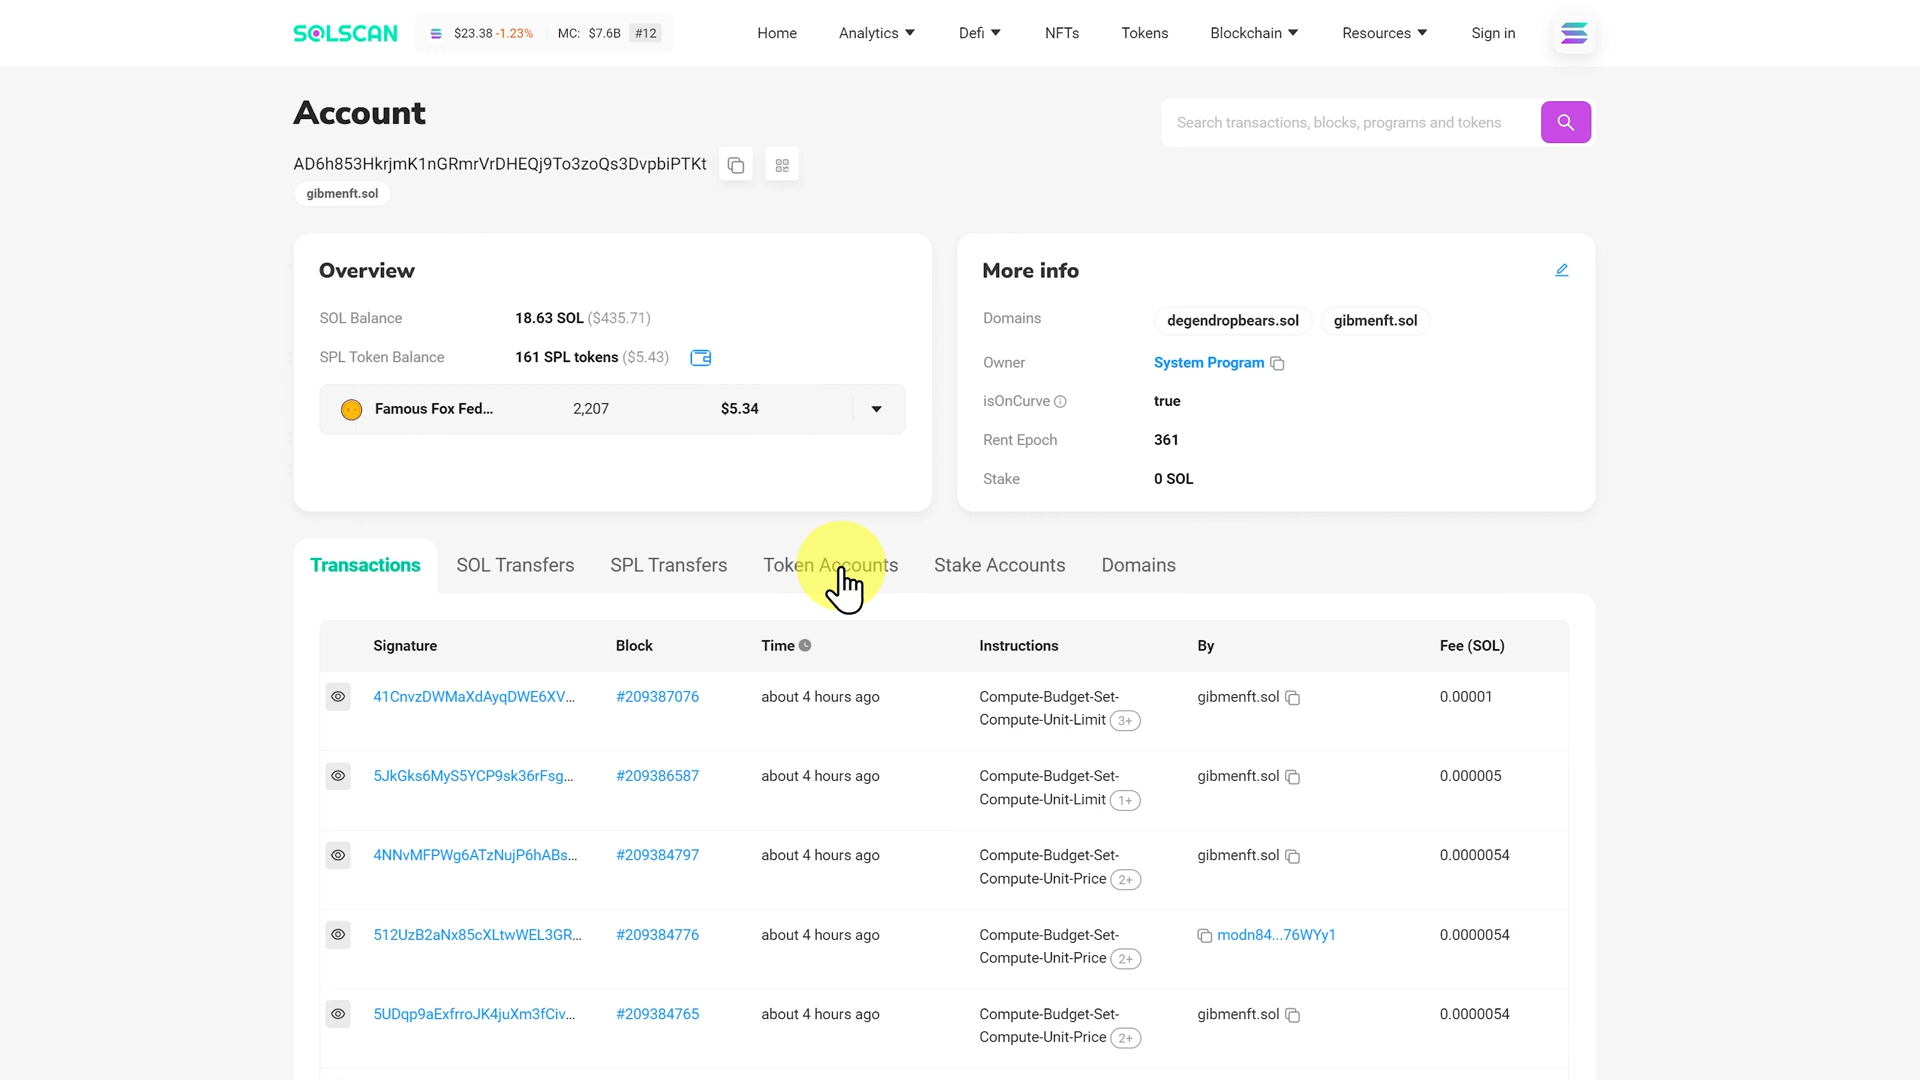 SOLSCAN
$23.38 -1.23% MC: $7.6B #12
Home Analytics Defi NFTs Tokens Blockchain Resources Sign in
Account
Search transactions, blocks, programs and tokens
AD6h853HkrjmK1nGRmrVrDHEQj9To3zoQs3DvpbiPTKt
gibmenft.sol
Overview
SOL Balance 18.63 SOL ($435.71)
SPL Token Balance 161 SPL tokens ($5.43)
Famous Fox Fed... 2,207 $5.34
More info
Domains degendropbears.sol gibmenft.sol
Owner System Program
isOnCurve true
Rent Epoch 361
Stake 0 SOL
Transactions SOL Transfers SPL Transfers Token Accounts Stake Accounts Domains
Signature Block Time Instructions By Fee (SOL)
41CnvzDWMaXdAyqDWE6XV... #209387076 about 4 hours ago Compute-Budget-Set- gibmenft.sol 0.00001
Compute-Unit-Limit 3+
5JkGks6MyS5YCP9sk36rFsg... #209386587 about 4 hours ago Compute-Budget-Set- gibmenft.sol 0.000005
Compute-Unit-Limit 1+
4NNvMFPWg6ATzNujP6hABs... #209384797 about 4 hours ago Compute-Budget-Set- gibmenft.sol 0.0000054
Compute-Unit-Price 2+
512UzB2aNx85cXLtwWEL3GR... #209384776 about 4 hours ago Compute-Budget-Set- modn84...76WYy1 0.0000054
Compute-Unit-Price 2+
5UDqp9aExfrroJK4juXm3fCiv... #209384765 about 4 hours ago Compute-Budget-Set- gibmenft.sol 0.0000054
Compute-Unit-Price 2+